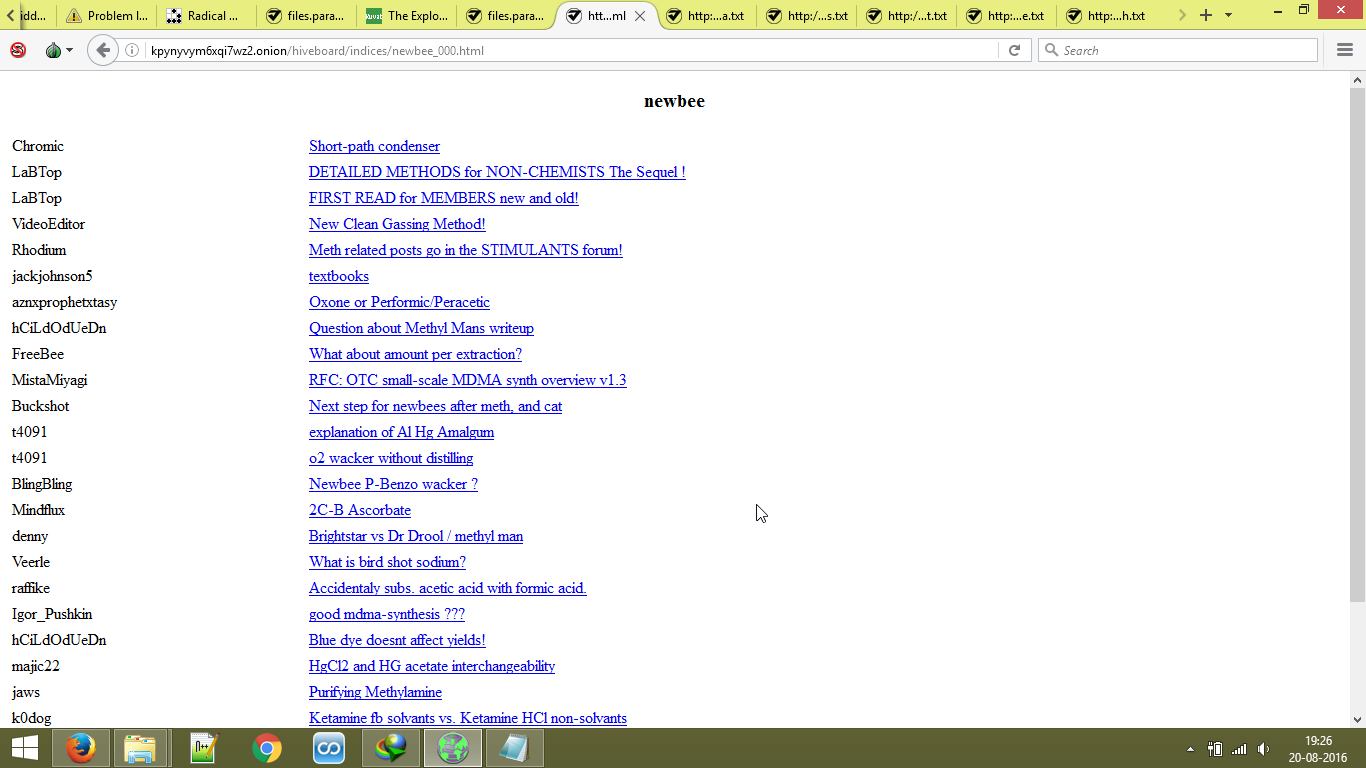 idd...
Problem I...
Radical ...
files.para...
Kuvat
The Explo...
files.para...
htt...ml
http:...a.txt
http:/...s.txt
http:/...t.txt
http:...e.txt
http:...h.txt
kpynyvym6xqi7wz2.onion/hiveboard/indices/newbee_000.html
Search
newbee
Chromic Short-path condenser
LaBTop DETAILED METHODS for NON-CHEMISTS The Sequel !
LaBTop FIRST READ for MEMBERS new and old!
VideoEditor New Clean Gassing Method!
Rhodium Meth related posts go in the STIMULANTS forum!
jackjohnson5 textbooks
aznxprophetxtasy Oxone or Performic/Peracetic
hCiLdOdUeDn Question about Methyl Mans writeup
FreeBee What about amount per extraction?
MistaMiyagi RFC: OTC small-scale MDMA synth overview v1.3
Buckshot Next step for newbees after meth, and cat
t4091 explanation of Al Hg Amalgum
t4091 o2 wacker without distilling
BlingBling Newbee P-Benzo wacker ?
Mindflux 2C-B Ascorbate
denny Brightstar vs Dr Drool / methyl man
Veerle What is bird shot sodium?
raffike Accidentaly subs. acetic acid with formic acid.
Igor_Pushkin good mdma-synthesis ???
hCiLdOdUeDn Blue dye doesnt affect yields!
majic22 HgCl2 and HG acetate interchangeability
jaws Purifying Methylamine
k0dog Ketamine fb solvants vs. Ketamine HCl non-solvants
19:26
20-08-2016